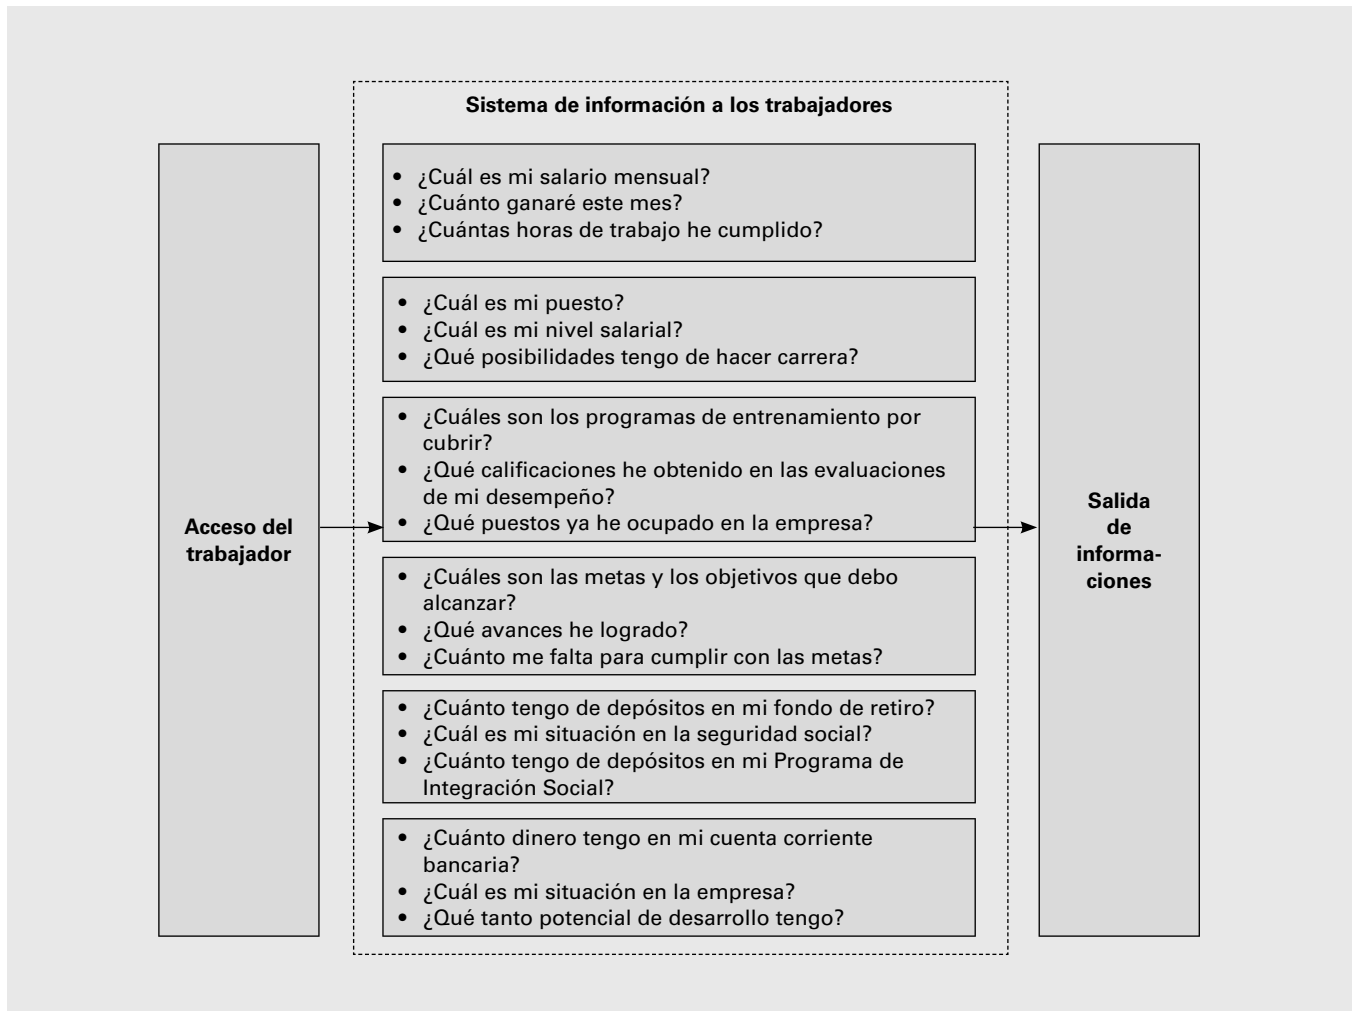 Sistema de información a los trabajadores
Acceso del
trabajador
• ¿Cuál es mi salario mensual?
• ¿Cuánto ganaré este mes?
• ¿Cuántas horas de trabajo he cumplido?
• ¿Cuál es mi puesto?
• ¿Cuál es mi nivel salarial?
• ¿Qué posibilidades tengo de hacer carrera?
• ¿Cuáles son los programas de entrenamiento por
cubrir?
• ¿Qué calificaciones he obtenido en las evaluaciones
de mi desempeño?
• ¿Qué puestos ya he ocupado en la empresa?
• ¿Cuáles son las metas y los objetivos que debo
alcanzar?
• ¿Qué avances he logrado?
• ¿Cuánto me falta para cumplir con las metas?
• ¿Cuánto tengo de depósitos en mi fondo de retiro?
• ¿Cuál es mi situación en la seguridad social?
• ¿Cuánto tengo de depósitos en mi Programa de
Integración Social?
• ¿Cuánto dinero tengo en mi cuenta corriente
bancaria?
• ¿Cuál es mi situación en la empresa?
• ¿Qué tanto potencial de desarrollo tengo?
Salida
de
informa-
ciones